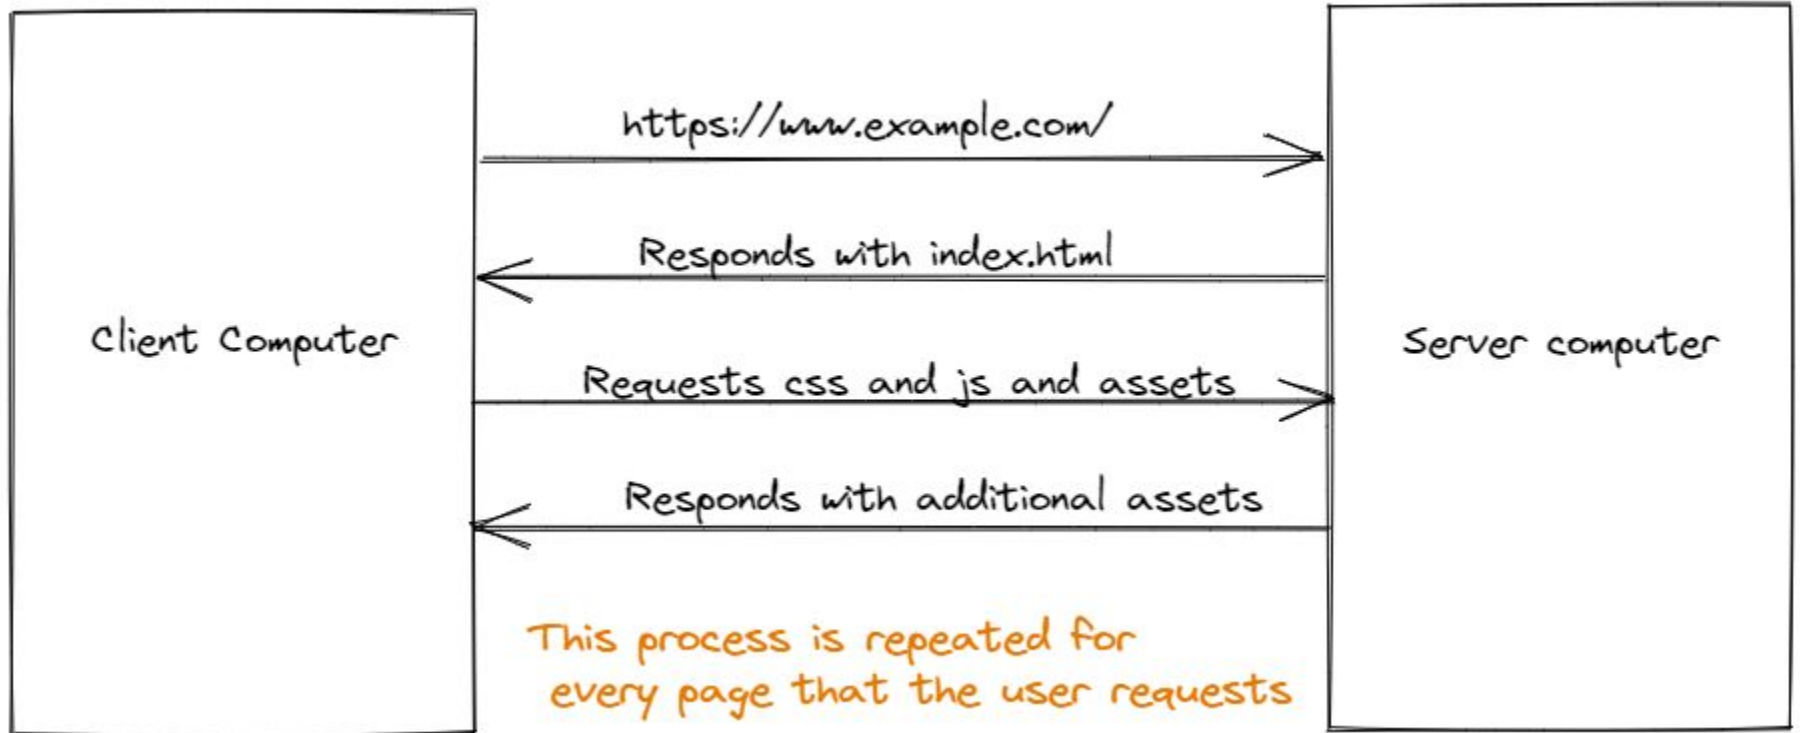 https://www.example.com/
Responds with index.html
Client Computer
Server computer
Requests css and js and assets
Responds with additional assets
This process is repeated for
every page that the user requests